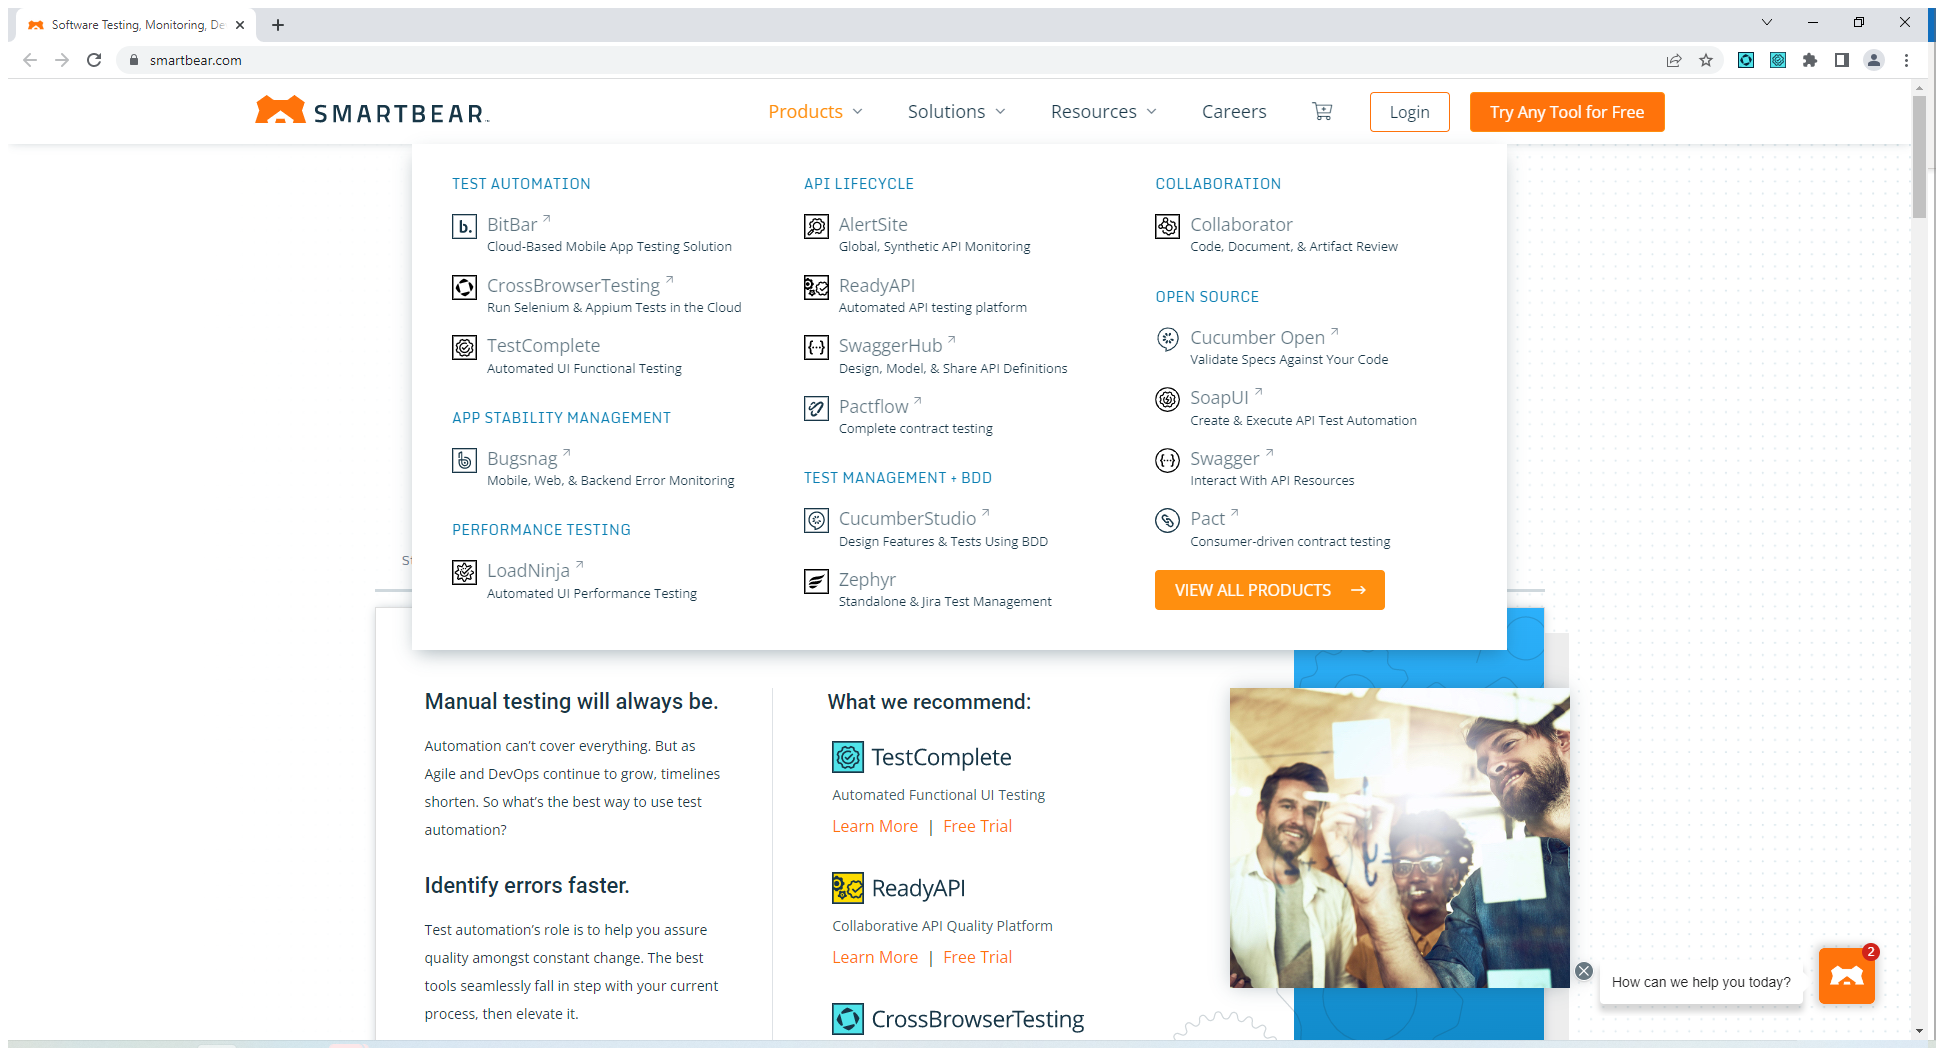 Software Testing, Monitoring, De
smartbear.com
SMARTBEAR
Products
Solutions
Resources
Careers
Login
Try Any Tool for Free
TEST AUTOMATION
BitBar
Cloud-Based Mobile App Testing Solution
CrossBrowserTesting
Run Selenium & Appium Tests in the Cloud
TestComplete
Automated UI Functional Testing
APP STABILITY MANAGEMENT
Bugsnag
Mobile, Web, & Backend Error Monitoring
PERFORMANCE TESTING
LoadNinja
Automated UI Performance Testing
API LIFECYCLE
AlertSite
Global, Synthetic API Monitoring
ReadyAPI
Automated API testing platform
SwaggerHub
Design, Model, & Share API Definitions
Pactflow
Complete contract testing
TEST MANAGEMENT + BDD
CucumberStudio
Design Features & Tests Using BDD
Zephyr
Standalone & Jira Test Management
COLLABORATION
Collaborator
Code, Document, & Artifact Review
OPEN SOURCE
Cucumber Open
Validate Specs Against Your Code
SoapUI
Create & Execute API Test Automation
Swagger
Interact With API Resources
Pact
Consumer-driven contract testing
VIEW ALL PRODUCTS
Manual testing will always be.
Automation can't cover everything. But as
Agile and DevOps continue to grow, timelines
shorten. So what's the best way to use test
automation?
Identify errors faster.
Test automation's role is to help you assure
quality amongst constant change. The best
tools seamlessly fall in step with your current
process, then elevate it.
What we recommend:
TestComplete
Automated Functional UI Testing
Learn More | Free Trial
ReadyAPI
Collaborative API Quality Platform
Learn More | Free Trial
CrossBrowserTesting
How can we help you today?
2